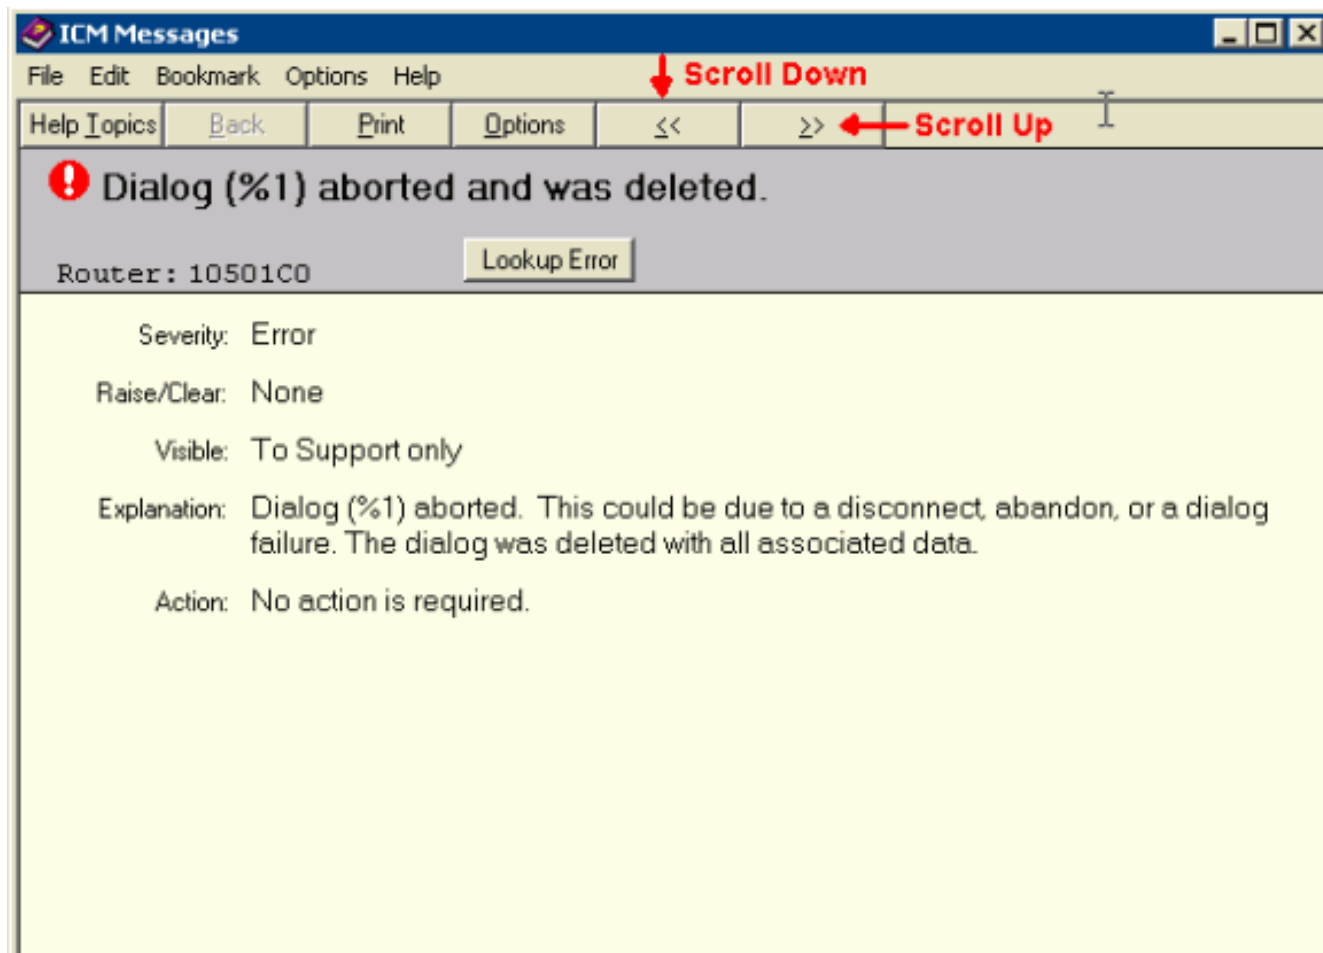 ICM Messages
File Edit Bookmark Options Help
Scroll Down
Help Topics Back Print Options << >> Scroll Up
Dialog (%1) aborted and was deleted.
Router: 10501C0 Lookup Error
Severity: Error
Raise/Clear: None
Visible: To Support only
Explanation: Dialog (%1) aborted. This could be due to a disconnect, abandon, or a dialog
failure. The dialog was deleted with all associated data.
Action: No action is required.